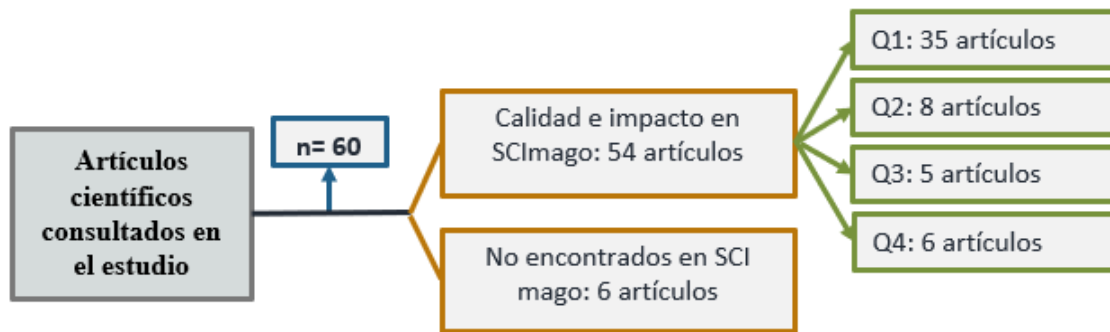 Artículos
científicos
consultados en
el estudio
n= 60
Calidad e impacto en
SCImago: 54 artículos
No encontrados en SCI
mago: 6 artículos
Q1: 35 artículos
Q2: 8 artículos
Q3: 5 artículos
Q4: 6 artículos